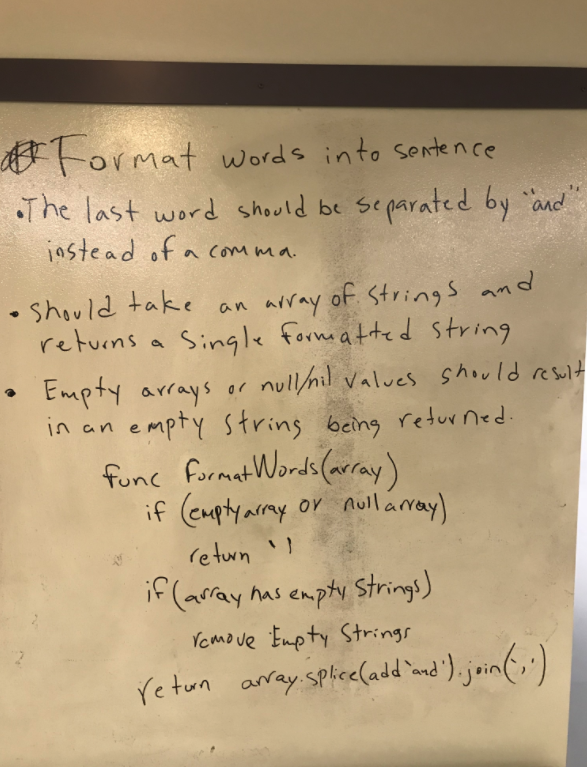 Format words into sentence
• The last word should be separated by "and"
instead of a comma.
• Should take an array of strings and
returns a single formatted string
• Empty arrays or null/nil values should result
in an empty string being returned.
func formatWords(array)
if (emptyarray or nullarray)
return ''
if (array has empty strings)
remove Empty Strings
return array.splice(add 'and').join(',')